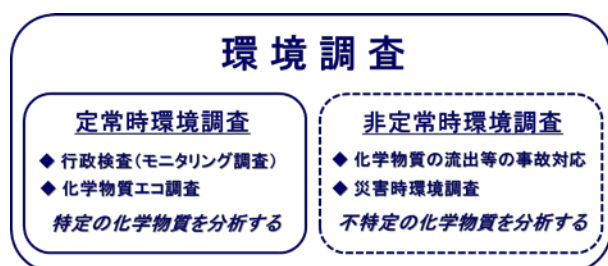 環境調査
定常時環境調査
◆ 行政検査(モニタリング調査)
◆ 化学物質エコ調査
特定の化学物質を分析する
非定常時環境調査
◆ 化学物質の流出等の事故対応
◆ 災害時環境調査
不特定の化学物質を分析する